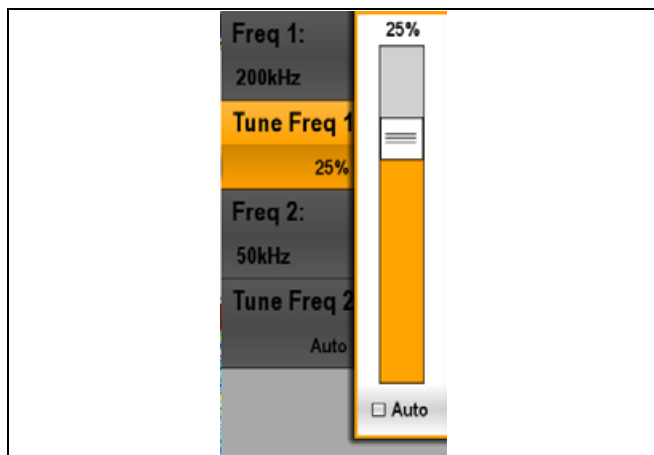 Freq 1:
200kHz
Tune Freq 1
25%
Freq 2:
50kHz
Tune Freq 2
Auto
25%
Auto